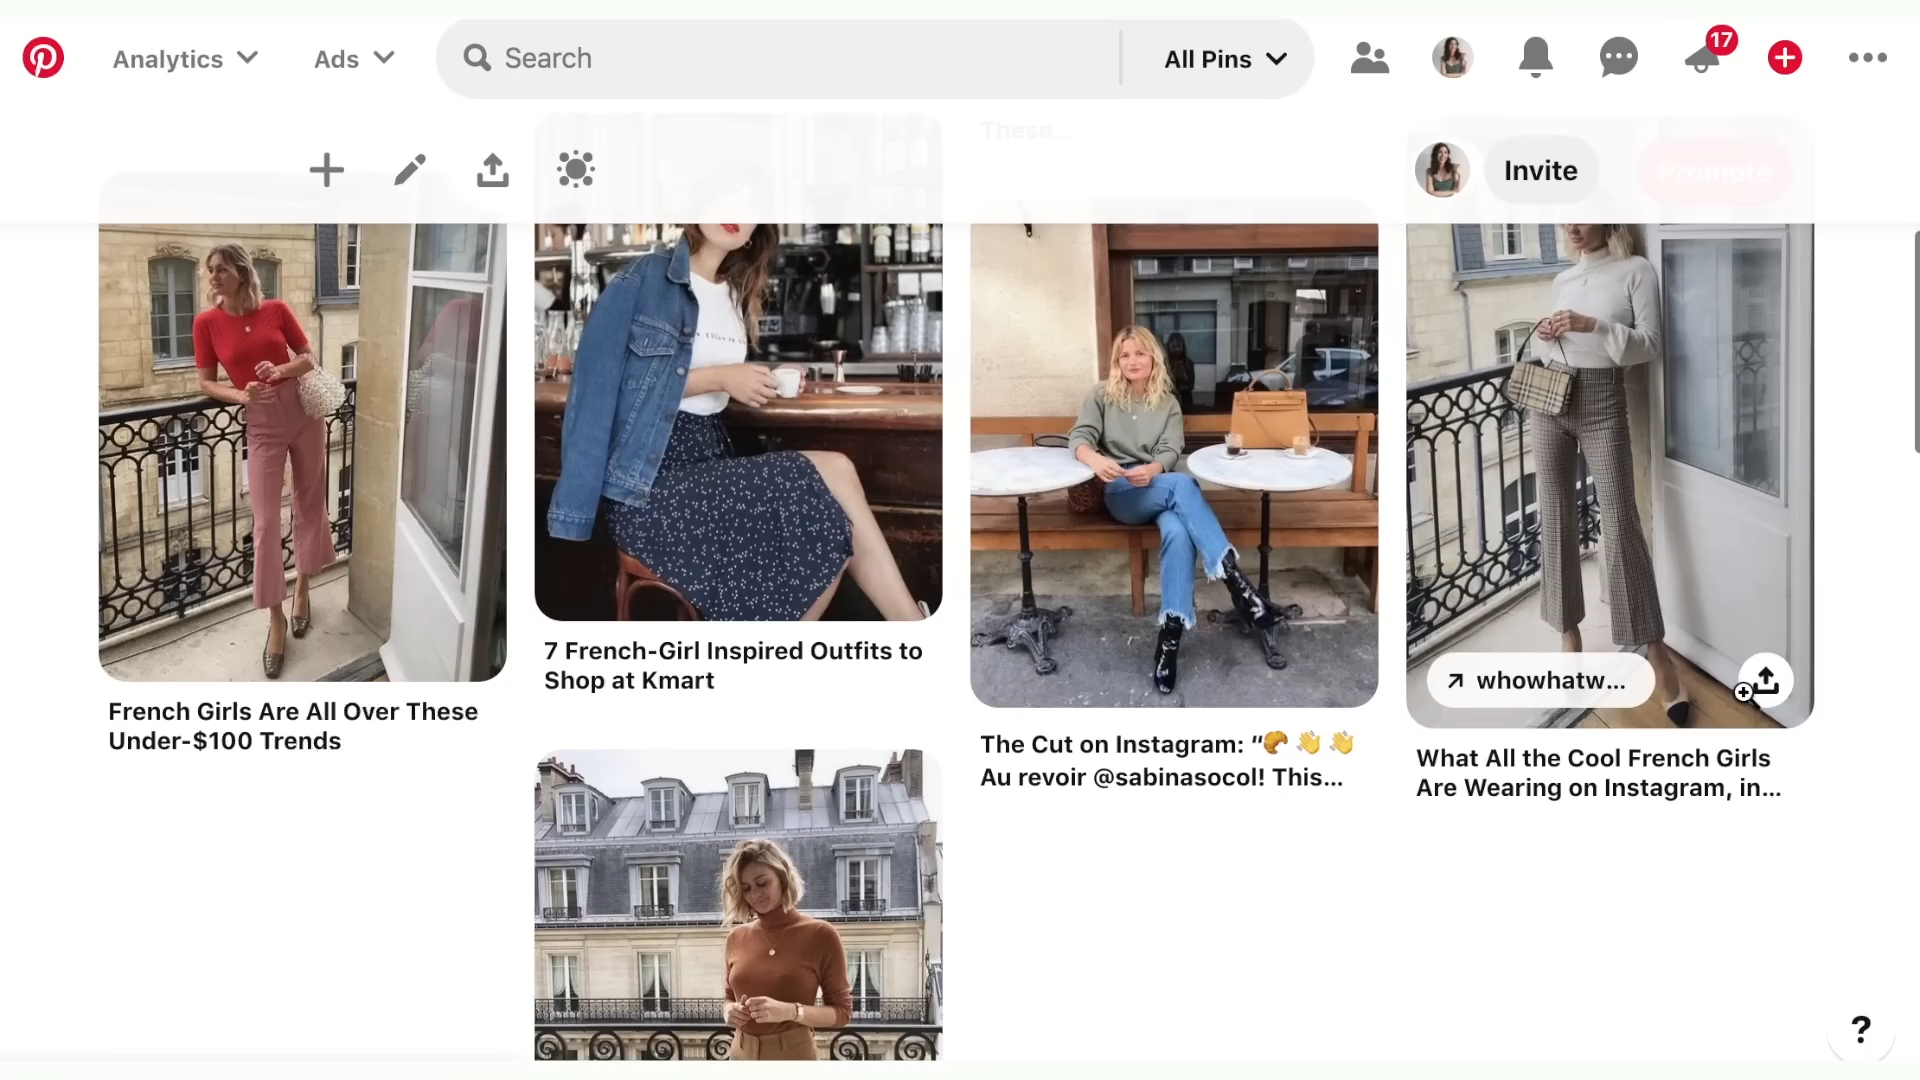 Analytics
Ads
Search
All Pins
17
These...
Invite
Promote
French Girls Are All Over These
Under-$100 Trends
7 French-Girl Inspired Outfits to
Shop at Kmart
The Cut on Instagram: “🥐 👋 👋
Au revoir @sabinasocol! This...
whowhatw...
What All the Cool French Girls
Are Wearing on Instagram, in...
?